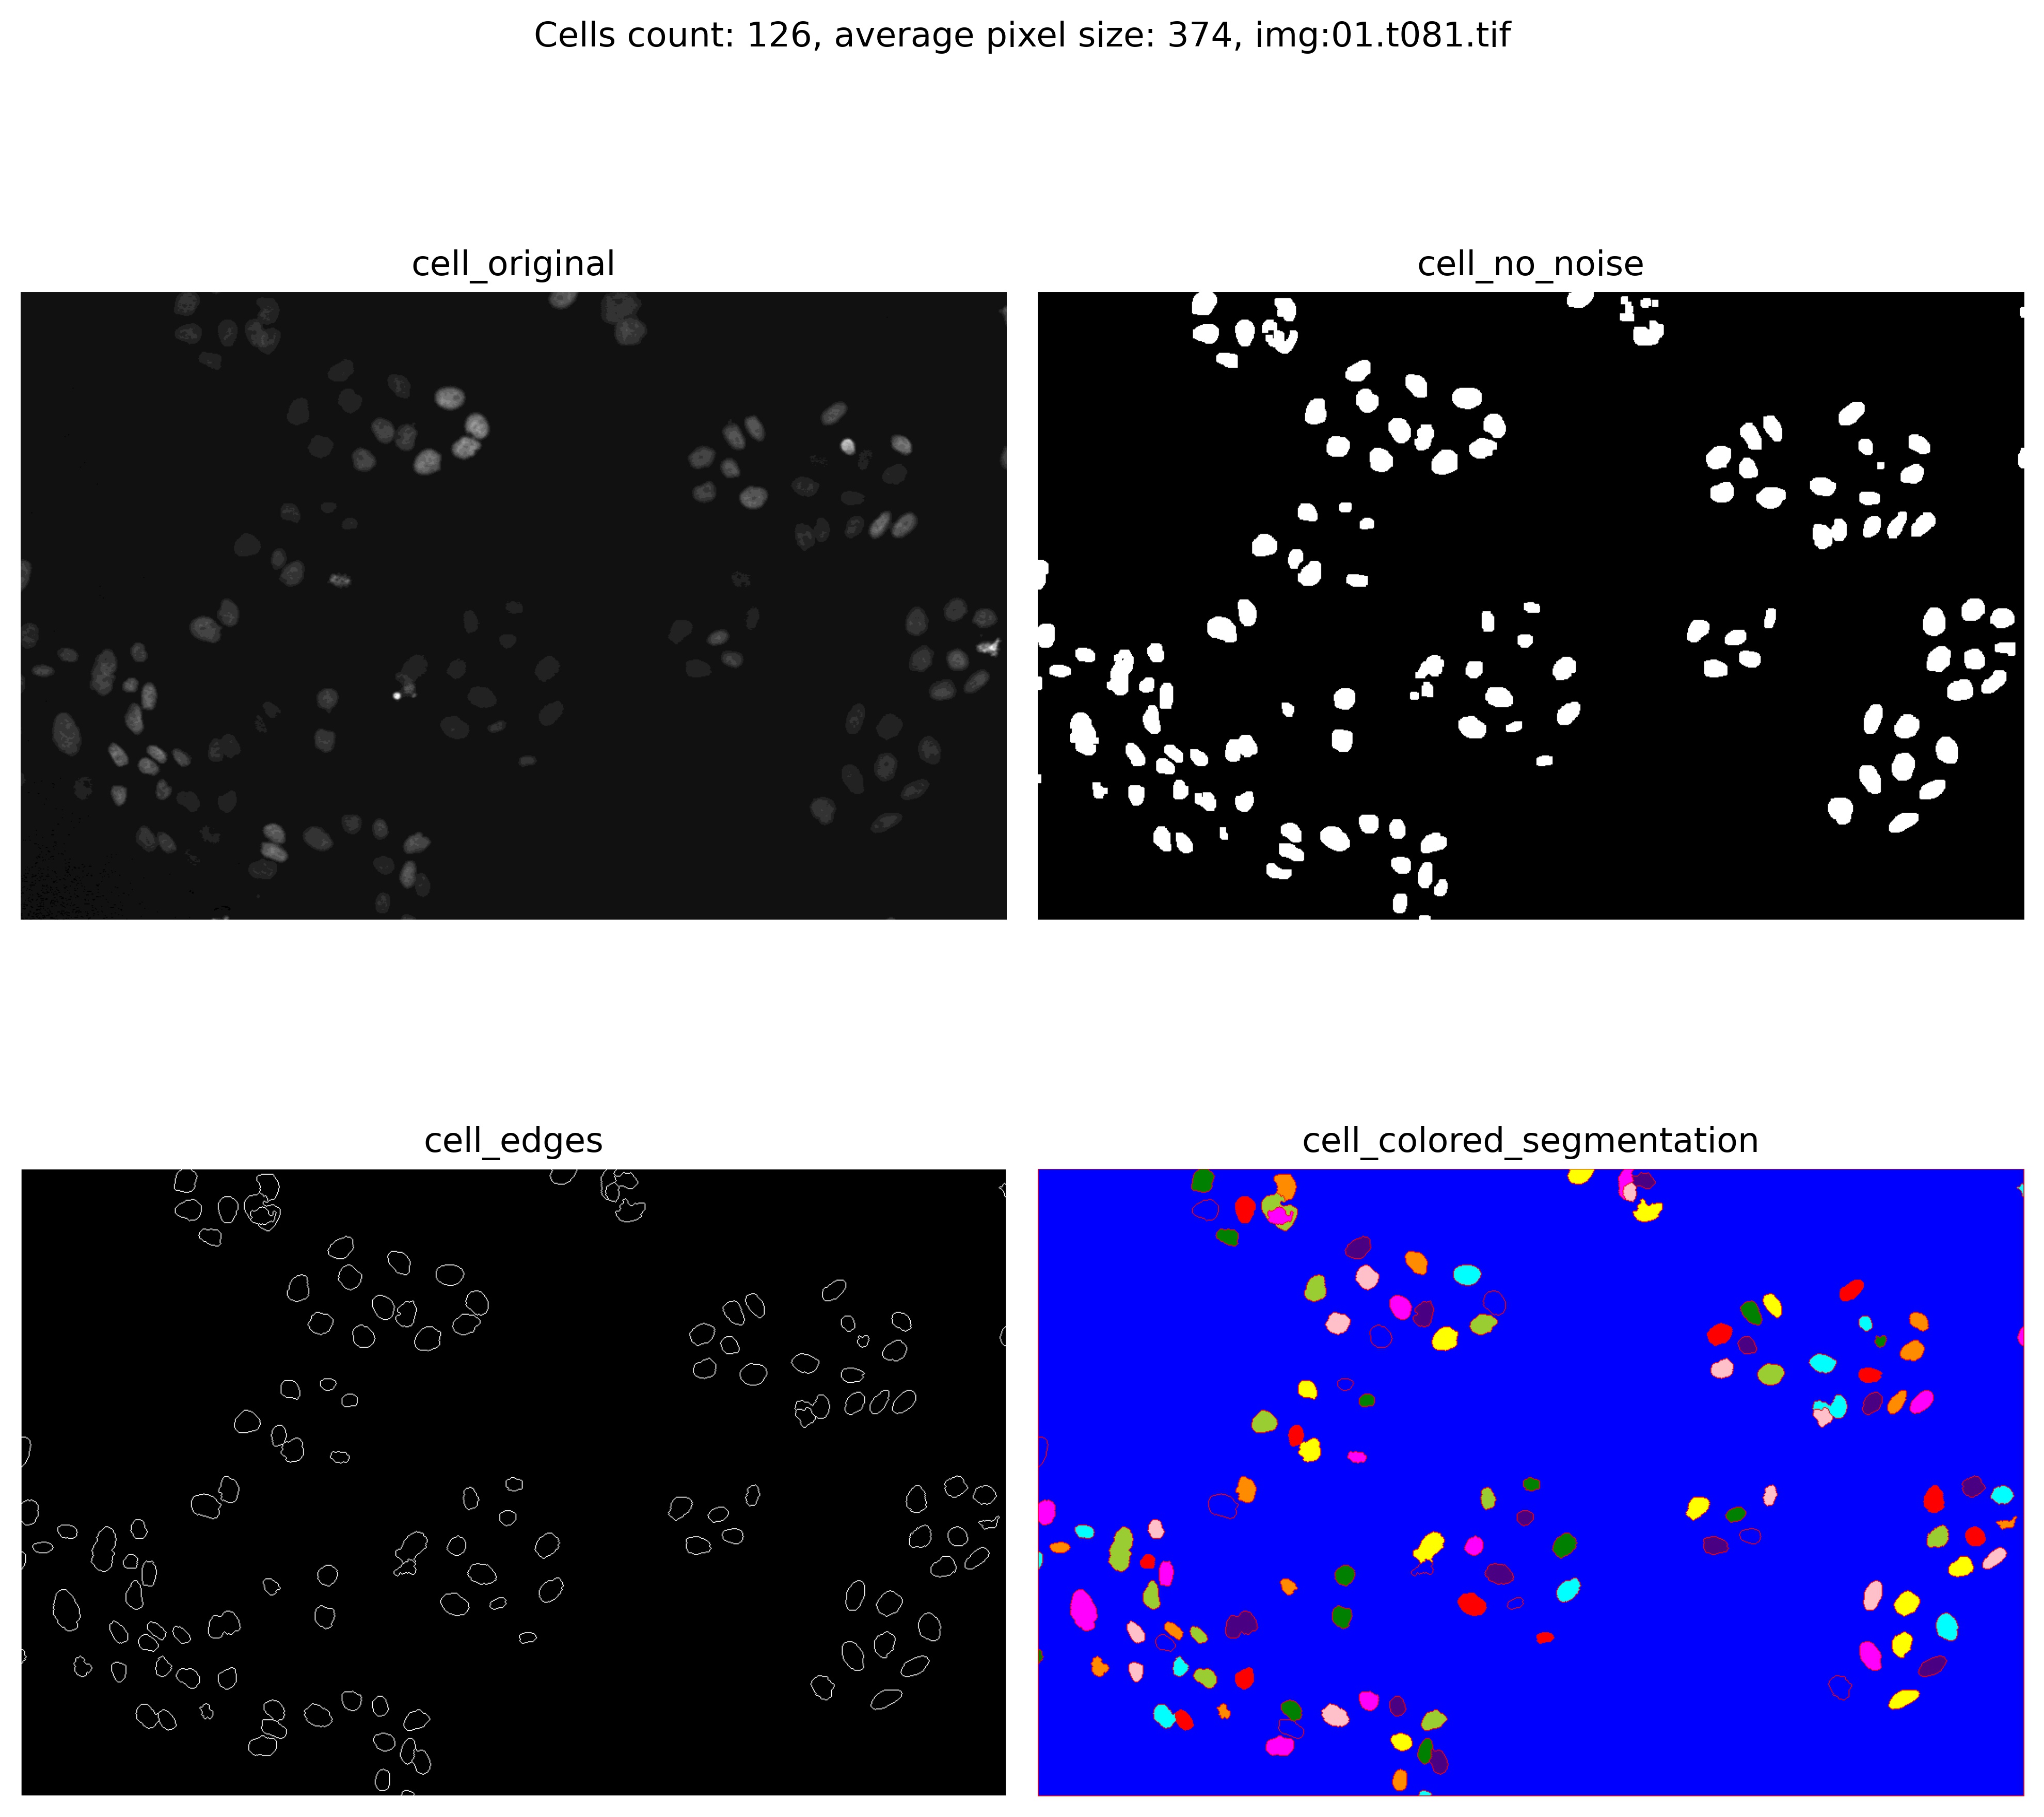 Cells count: 126, average pixel size: 374, img:01.t081.tif
cell_original
cell_no_noise
cell_edges
cell_colored_segmentation